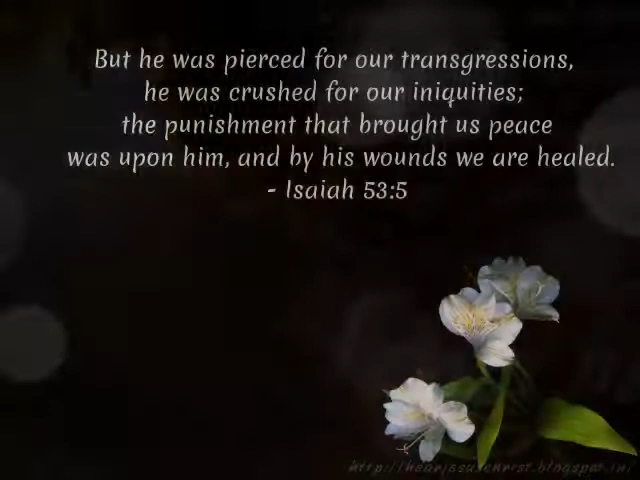 But he was pierced for our transgressions,
he was crushed for our iniquities;
the punishment that brought us peace
was upon him, and by his wounds we are healed.
- Isaiah 53:5